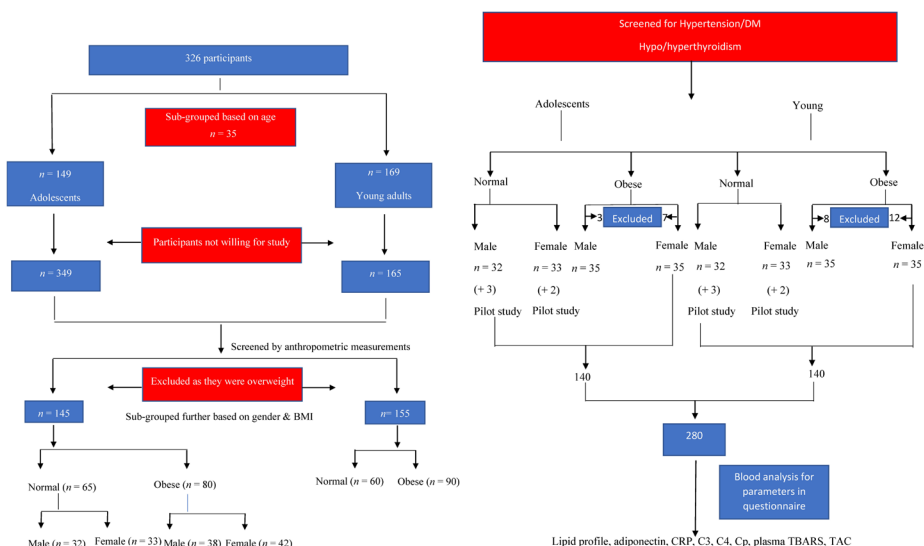 326 participants
Sub-grouped based on age
n = 35
n = 149
Adolescents
n = 169
Young adults
Participants not willing for study
n = 349
n = 165
Screened by anthropometric measurements
Excluded as they were overweight
n = 145
Sub-grouped further based on gender & BMI
n= 155
Normal (n = 65)
Obese (n = 80)
Normal (n = 60)
Obese (n = 90)
Male (n = 32)
Female (n = 33)
Male (n = 38)
Female (n = 42)
Screened for Hypertension/DM
Hypo/hyperthyroidism
Adolescents
Young
Normal
Obese
Normal
Obese
3
Excluded
7
8
Excluded
12
Male
n = 32
(+ 3)
Pilot study
Female
n = 33
(+ 2)
Pilot study
Male
n = 35
Female
n = 35
Male
n = 32
(+ 3)
Pilot study
Female
n = 33
(+ 2)
Pilot study
Male
n = 35
Female
n = 35
140
140
280
Blood analysis for
parameters in
questionnaire
Lipid profile, adiponectin, CRP, C3, C4, Cp, plasma TBARS, TAC